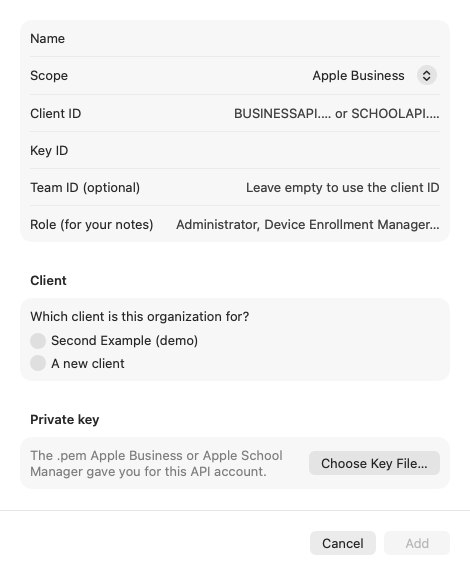 Name
Scope Apple Business
Client ID BUSINESSAPI.... or SCHOOLAPI....
Key ID
Team ID (optional) Leave empty to use the client ID
Role (for your notes) Administrator, Device Enrollment Manager...
Client
Which client is this organization for?
Second Example (demo)
A new client
Private key
The .pem Apple Business or Apple School
Manager gave you for this API account.
Choose Key File...
Cancel Add